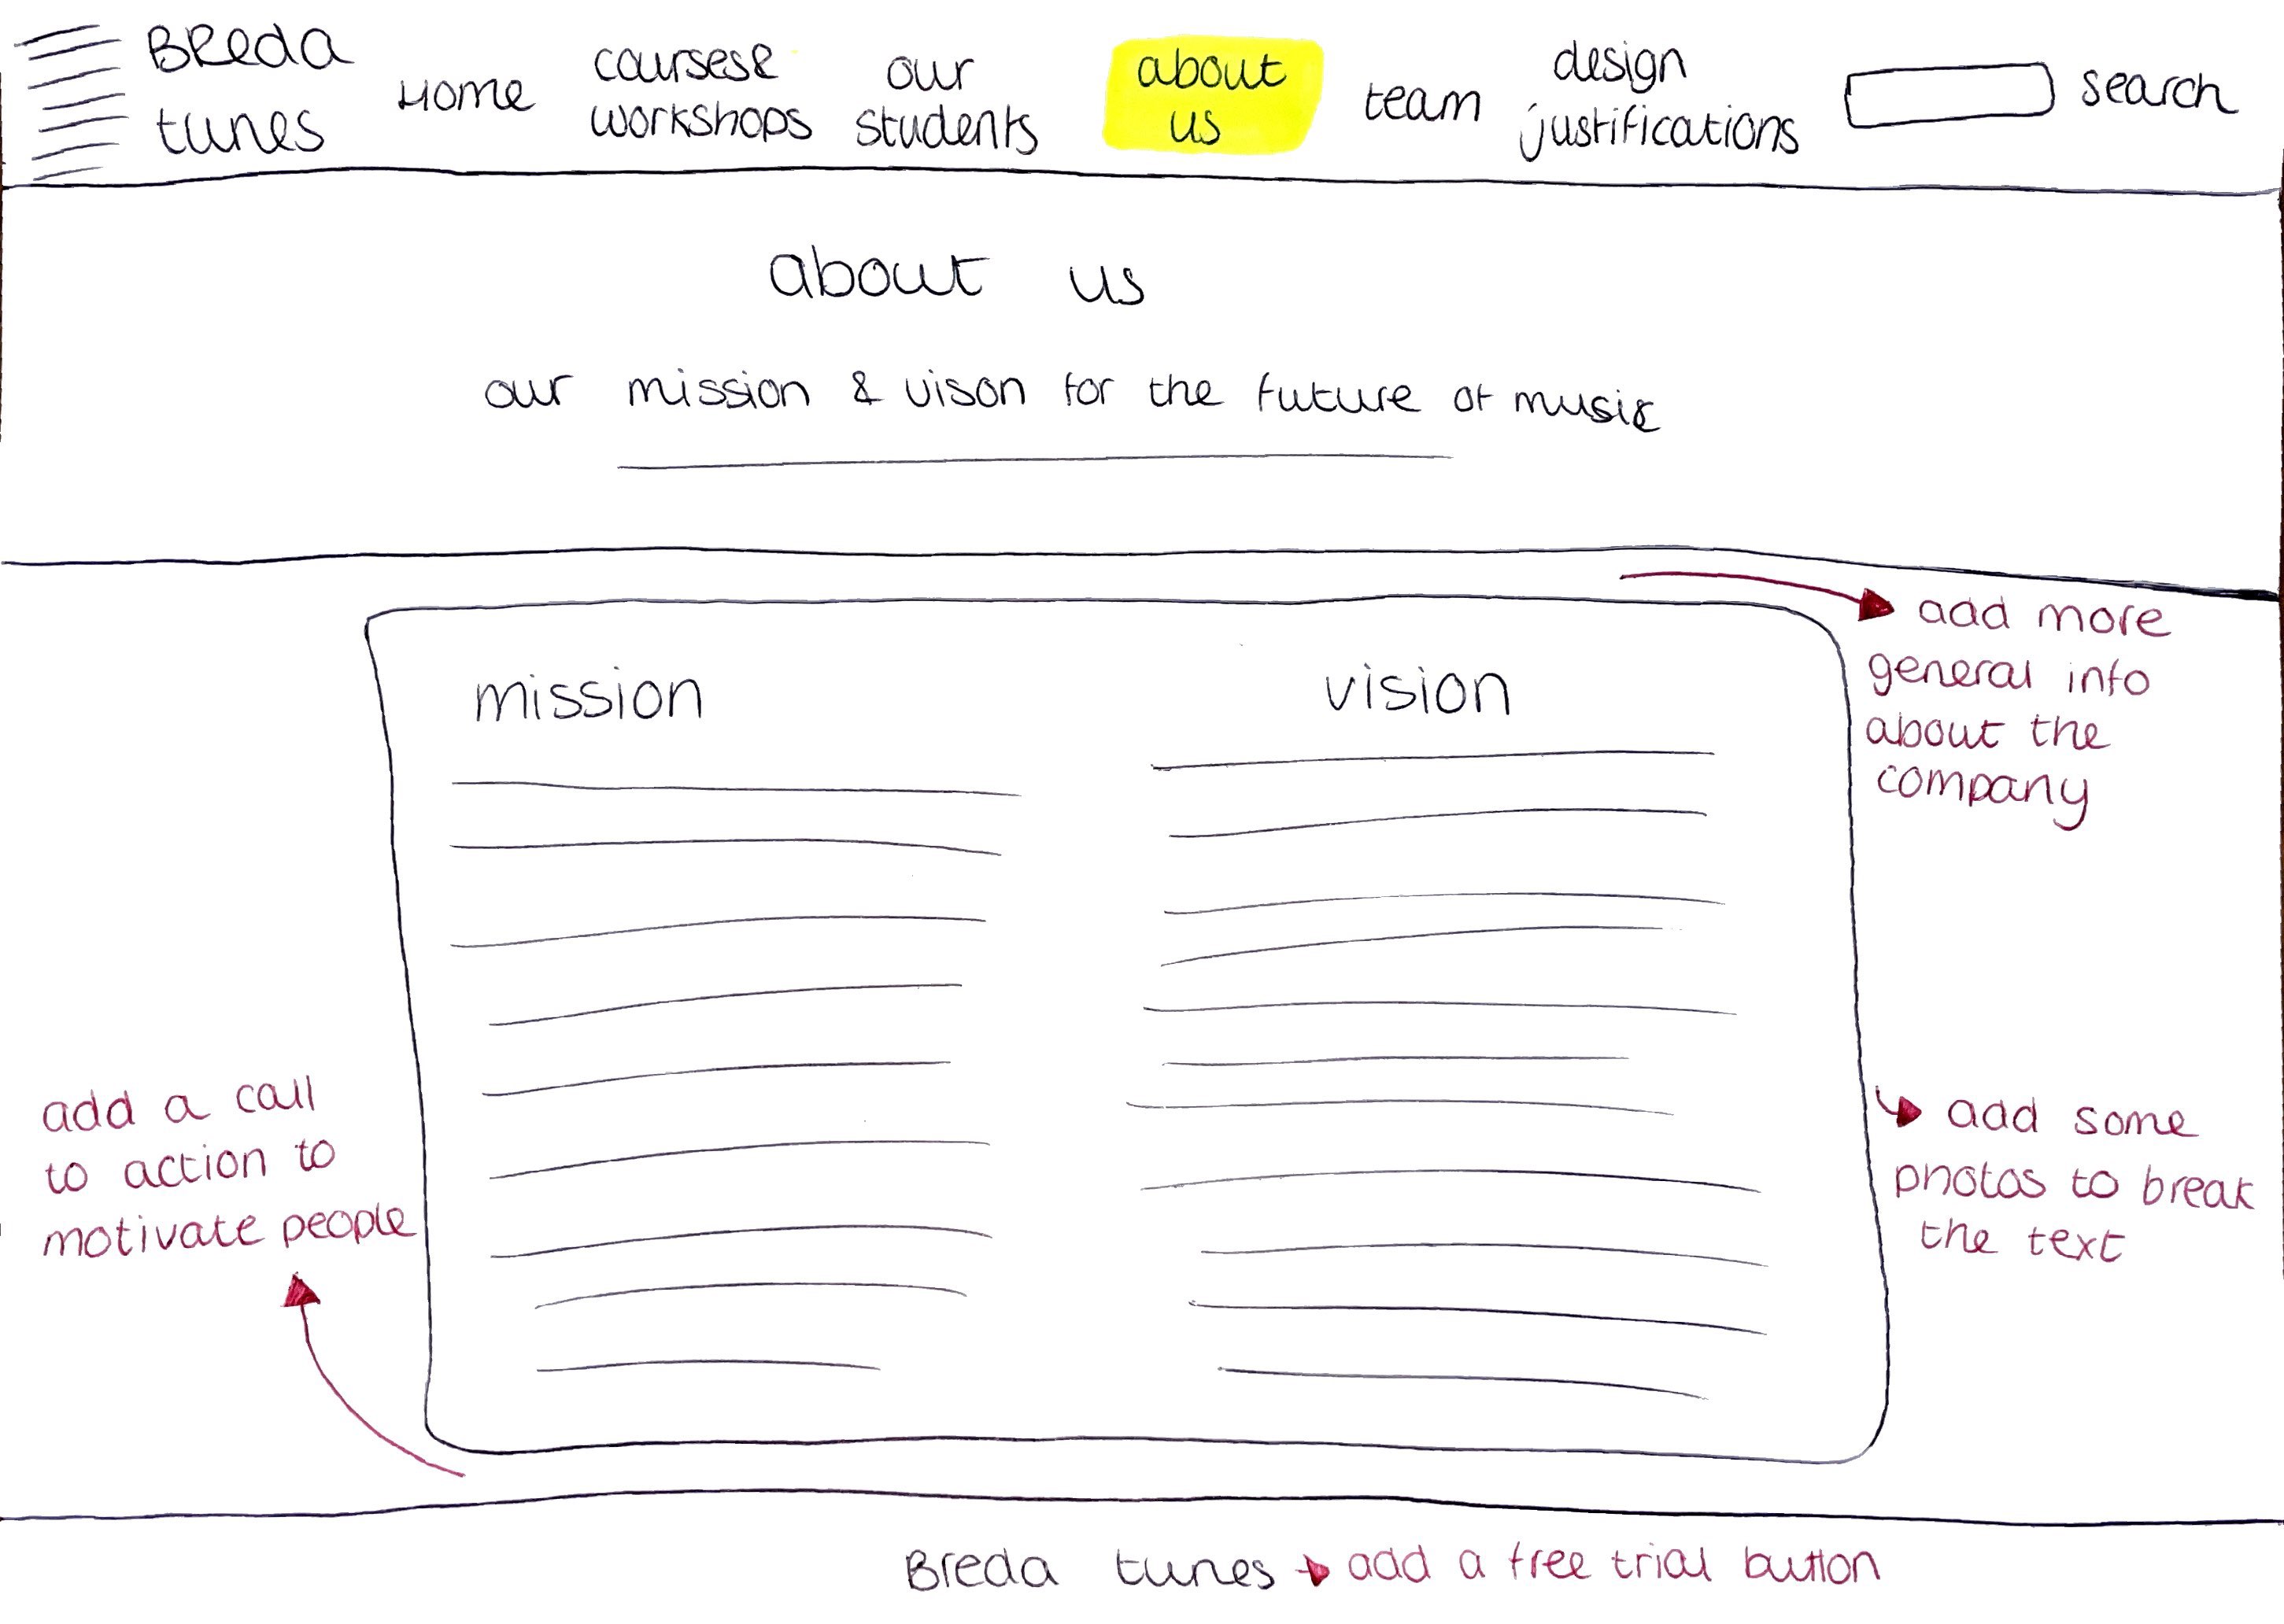 Breda
tunes
Home
courses&
workshops
our
students
about
us
team
design
justifications
search
about us
our mission & vison for the future of music
mission
vision
add more
general info
about the
company
add a call
to action to
motivate people
add some
photos to break
the text
Breda tunes
add a free trial button